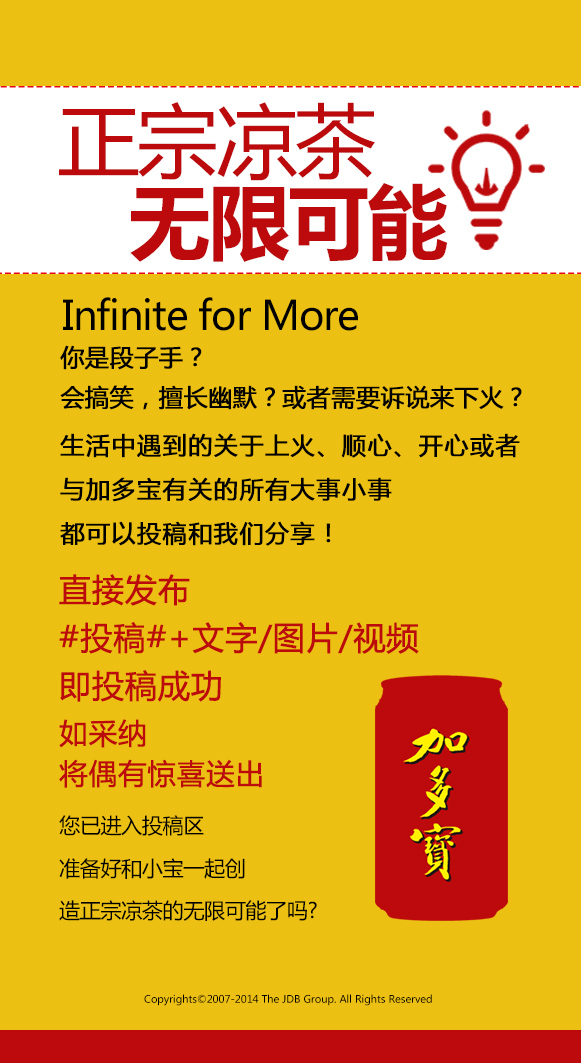 正宗凉茶
无限可能
Infinite for More
你是段子手？
会搞笑，擅长幽默？或者需要诉说来下火？
生活中遇到的关于上火、顺心、开心或者
与加多宝有关的所有大事小事
都可以投稿和我们分享！
直接发布
#投稿#+文字/图片/视频
即投稿成功
如采纳
将偶有惊喜送出
加多寶
您已进入投稿区
准备好和小宝一起创
造正宗凉茶的无限可能了吗?
Copyrights©2007-2014 The JDB Group. All Rights Reserved